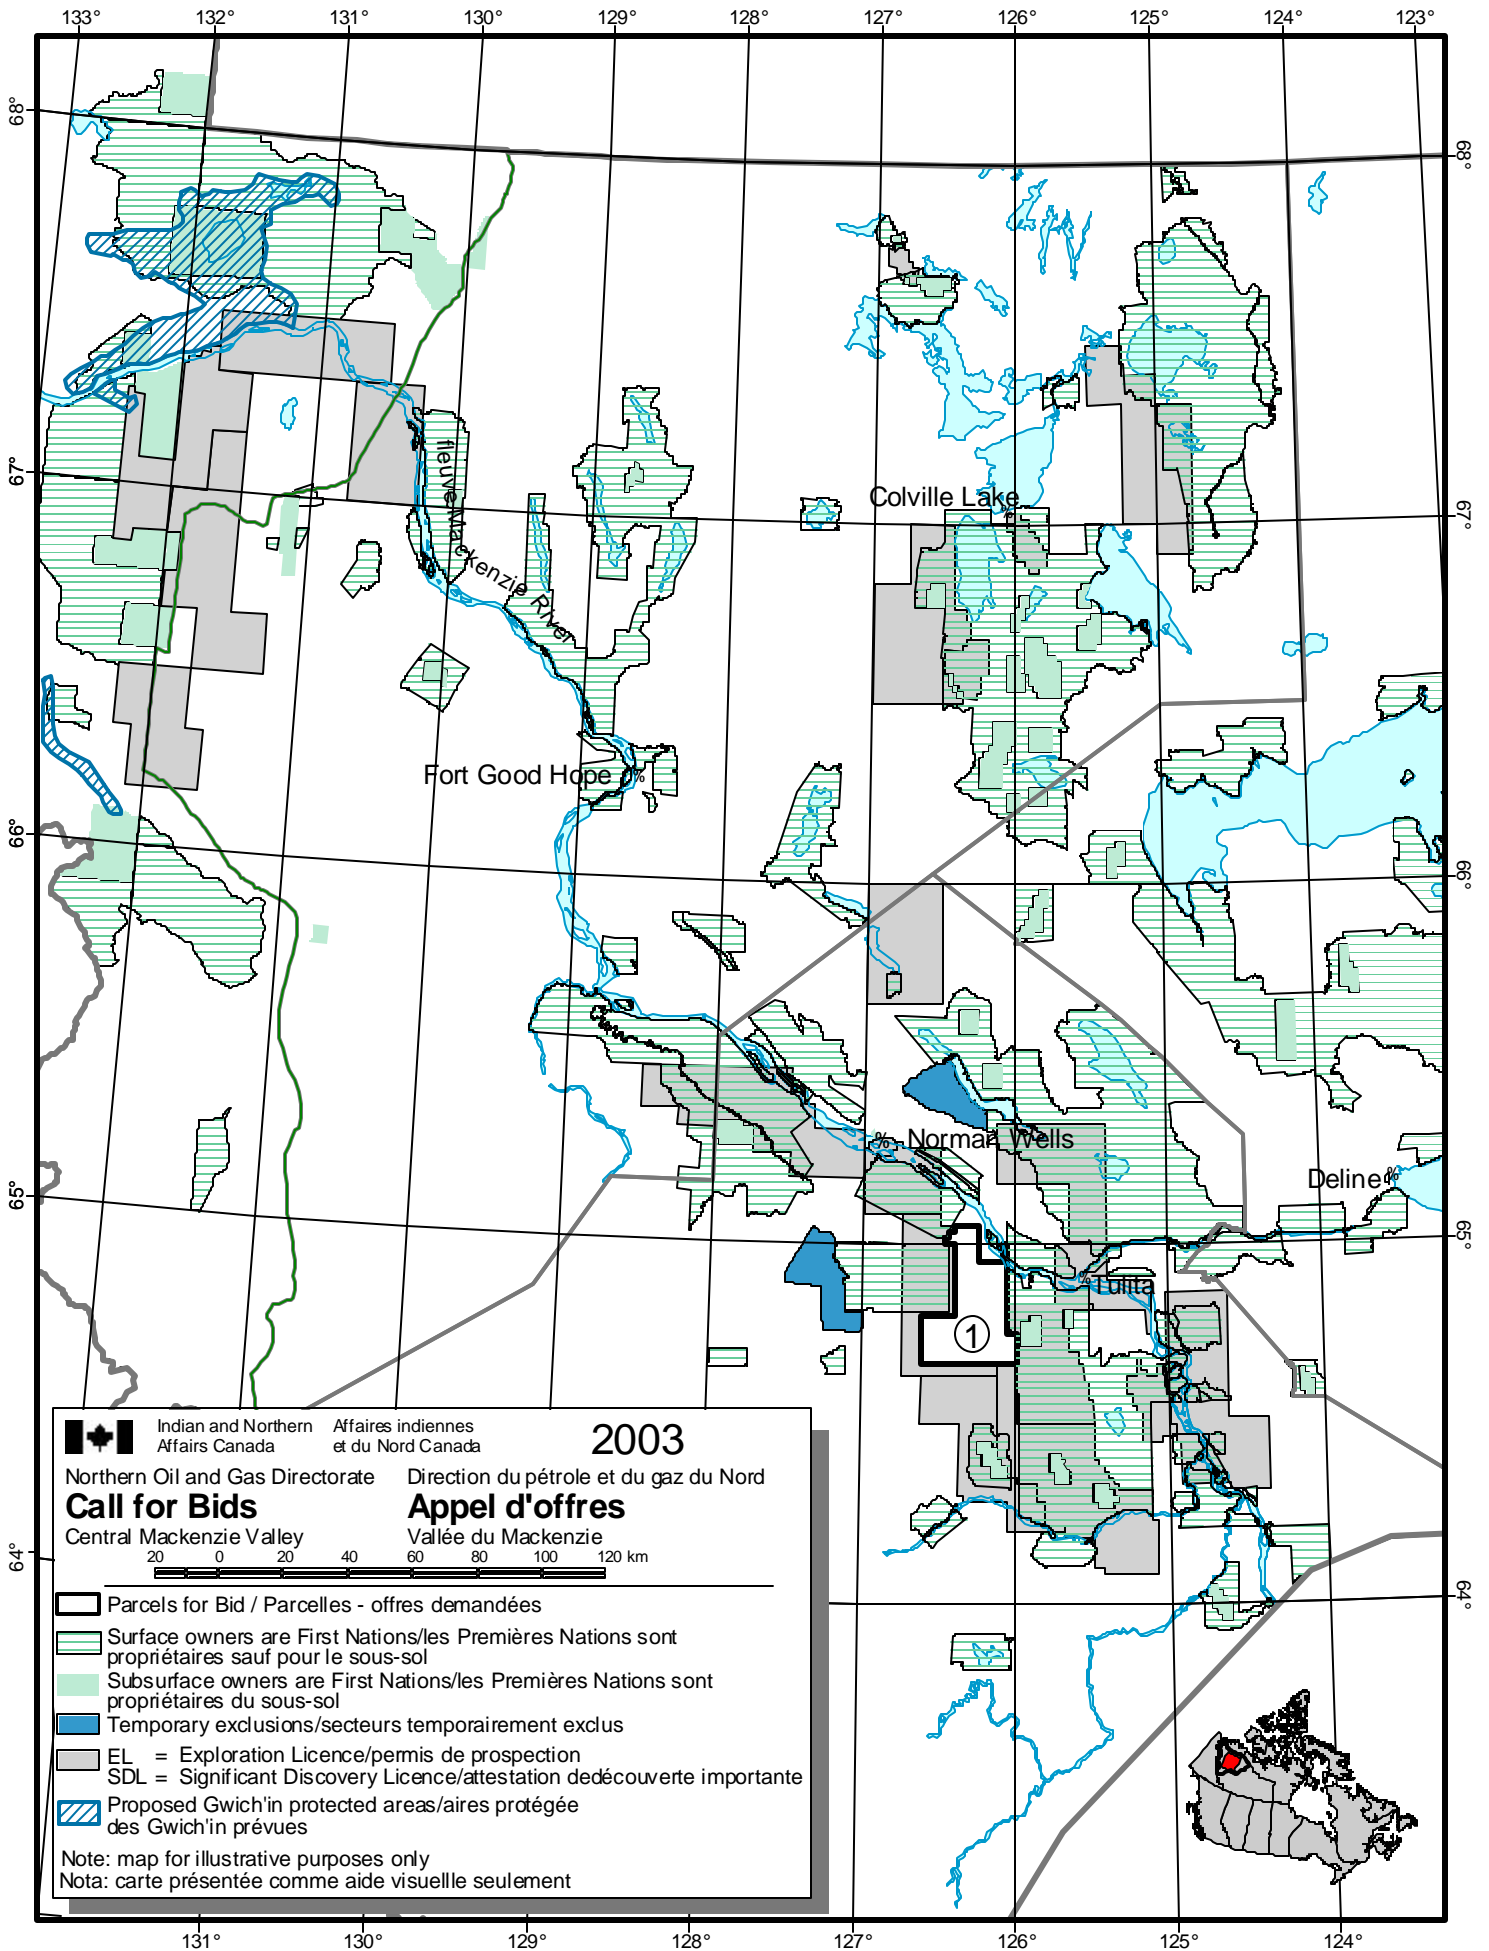 133° 132° 131° 130° 129° 128° 127° 126° 125° 124° 123°
68°
68°
67°
67°
66°
66°
65°
65°
64°
64°
fleuve Mackenzie River
Colville Lake
Fort Good Hope
Norman Wells
Deline
Tulita
1
Indian and Northern
Affairs Canada
Affaires indiennes
et du Nord Canada
2003
Northern Oil and Gas Directorate
Direction du pétrole et du gaz du Nord
Call for Bids
Appel d'offres
Central Mackenzie Valley
Vallée du Mackenzie
20 0 20 40 60 80 100 120 km
Parcels for Bid / Parcelles - offres demandées
Surface owners are First Nations/les Premières Nations sont
propriétaires sauf pour le sous-sol
Subsurface owners are First Nations/les Premières Nations sont
propriétaires du sous-sol
Temporary exclusions/secteurs temporairement exclus
EL = Exploration Licence/permis de prospection
SDL = Significant Discovery Licence/attestation dedécouverte importante
Proposed Gwich'in protected areas/aires protégée
des Gwich'in prévues
Note: map for illustrative purposes only
Nota: carte présentée comme aide visuellle seulement
131° 130° 129° 128° 127° 126° 125° 124°